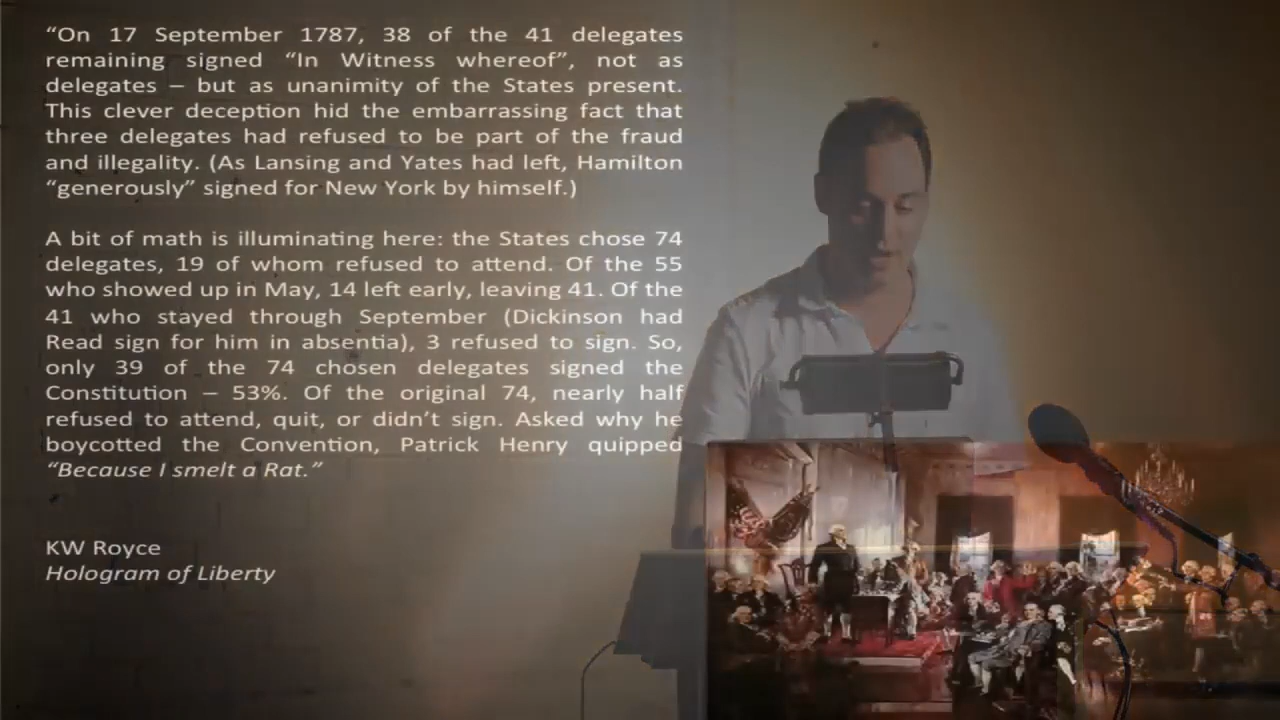 “On 17 September 1787, 38 of the 41 delegates
remaining signed “In Witness whereof”, not as
delegates – but as unanimity of the States present.
This clever deception hid the embarrassing fact that
three delegates had refused to be part of the fraud
and illegality. (As Lansing and Yates had left, Hamilton
“generously” signed for New York by himself.)
A bit of math is illuminating here: the States chose 74
delegates, 19 of whom refused to attend. Of the 55
who showed up in May, 14 left early, leaving 41. Of the
41 who stayed through September (Dickinson had
Read sign for him in absentia), 3 refused to sign. So,
only 39 of the 74 chosen delegates signed the
Constitution – 53%. Of the original 74, nearly half
refused to attend, quit, or didn’t sign. Asked why he
boycotted the Convention, Patrick Henry quipped
“Because I smelt a Rat.”
KW Royce
Hologram of Liberty